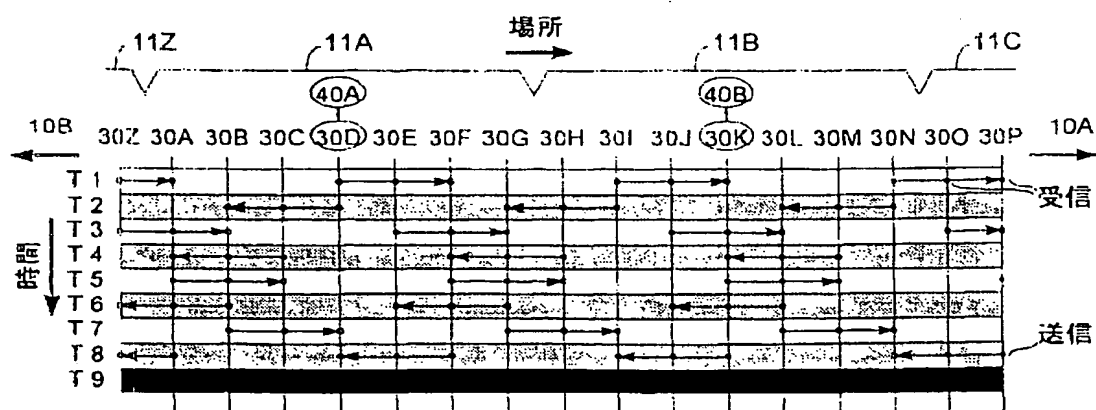 場所
11Z 11A 11B 11C
40A 40B
10B 30Z 30A 30B 30C 30D 30E 30F 30G 30H 30I 30J 30K 30L 30M 30N 30O 30P 10A
T1
受信
T2
T3
時間
T4
T5
T6
T7
送信
T8
T9